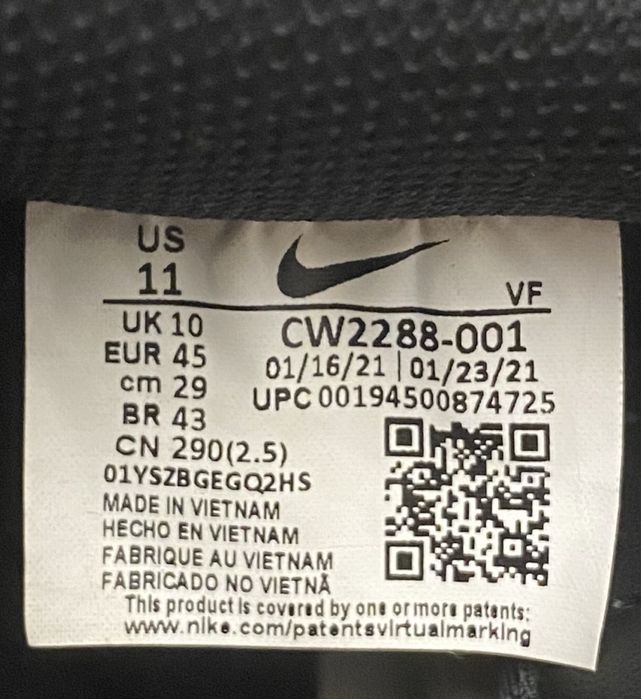 US
11
VF
UK 10
EUR 45
cm 29
BR 43
CN 290(2.5)
CW2288-001
01/16/21 | 01/23/21
UPC 00194500874725
01YSZBGEGQ2HS
MADE IN VIETNAM
HECHO EN VIETNAM
FABRIQUE AU VIETNAM
FABRICADO NO VIETNÃ
This product is covered by one or more patents:
www.nike.com/patentsvirtualmarking